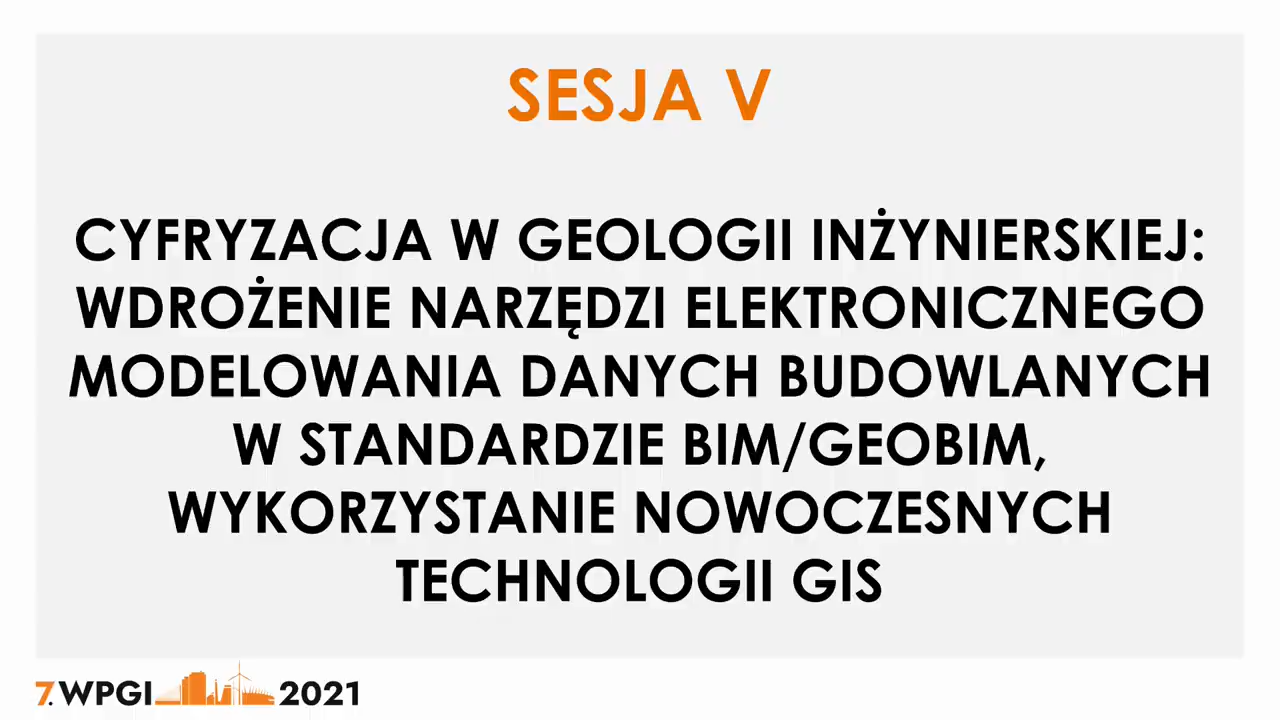 SESJA V
CYFRYZACJA W GEOLOGII INŻYNIERSKIEJ:
WDROŻENIE NARZĘDZI ELEKTRONICZNEGO
MODELOWANIA DANYCH BUDOWLANYCH
W STANDARDZIE BIM/GEOBIM,
WYKORZYSTANIE NOWOCZESNYCH
TECHNOLOGII GIS
7. WPGI 2021